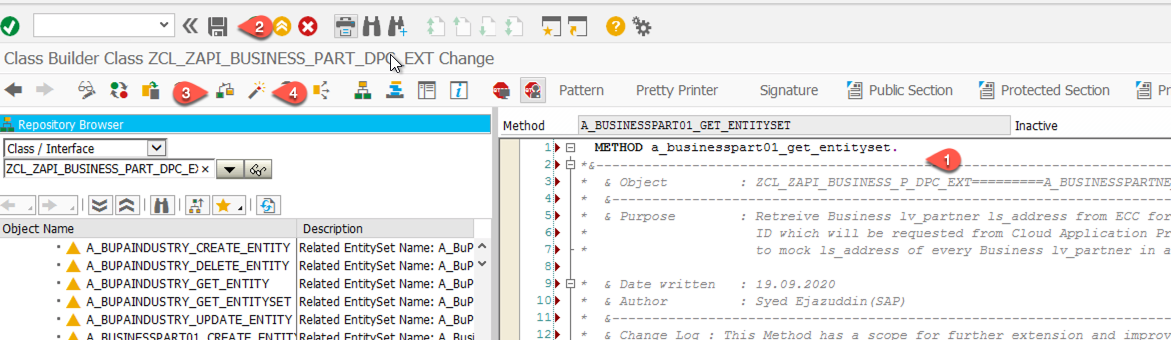 2
Class Builder Class ZCL_ZAPI_BUSINESS_PART_DPC_EXT Change
3
4
Pattern Pretty Printer Signature Public Section Protected Section Pr
Repository Browser
Class / Interface
ZCL_ZAPI_BUSINESS_PART_DPC_E
Object Name Description
A_BUPAINDUSTRY_CREATE_ENTITY Related EntitySet Name: A_BuP
A_BUPAINDUSTRY_DELETE_ENTITY Related EntitySet Name: A_BuP
A_BUPAINDUSTRY_GET_ENTITY Related EntitySet Name: A_BuP
A_BUPAINDUSTRY_GET_ENTITYSET Related EntitySet Name: A_BuP
A_BUPAINDUSTRY_UPDATE_ENTITY Related EntitySet Name: A_BuP
A_BUSINESSPART01_CREATE_ENTITY Related EntitySet Name: A_Busi
Method A_BUSINESSPART01_GET_ENTITYSET Inactive
1 METHOD a_businesspart01_get_entityset.
1
2 *&----------------------------------------------------------------------
3 * & Object : ZCL_ZAPI_BUSINESS_P_DPC_EXT=========A_BUSINESSPARTNE
4 * &----------------------------------------------------------------------
5 * & Purpose : Retreive Business lv_partner ls_address from ECC for
6 * ID which will be requested from Cloud Application Pr
7 * to mock ls_address of every Business lv_partner in a
8
9 * & Date written : 19.09.2020
10 * & Author : Syed Ejazuddin(SAP)
11 * &----------------------------------------------------------------------
12 * & Change Log : This Method has a scope for further extension and improv